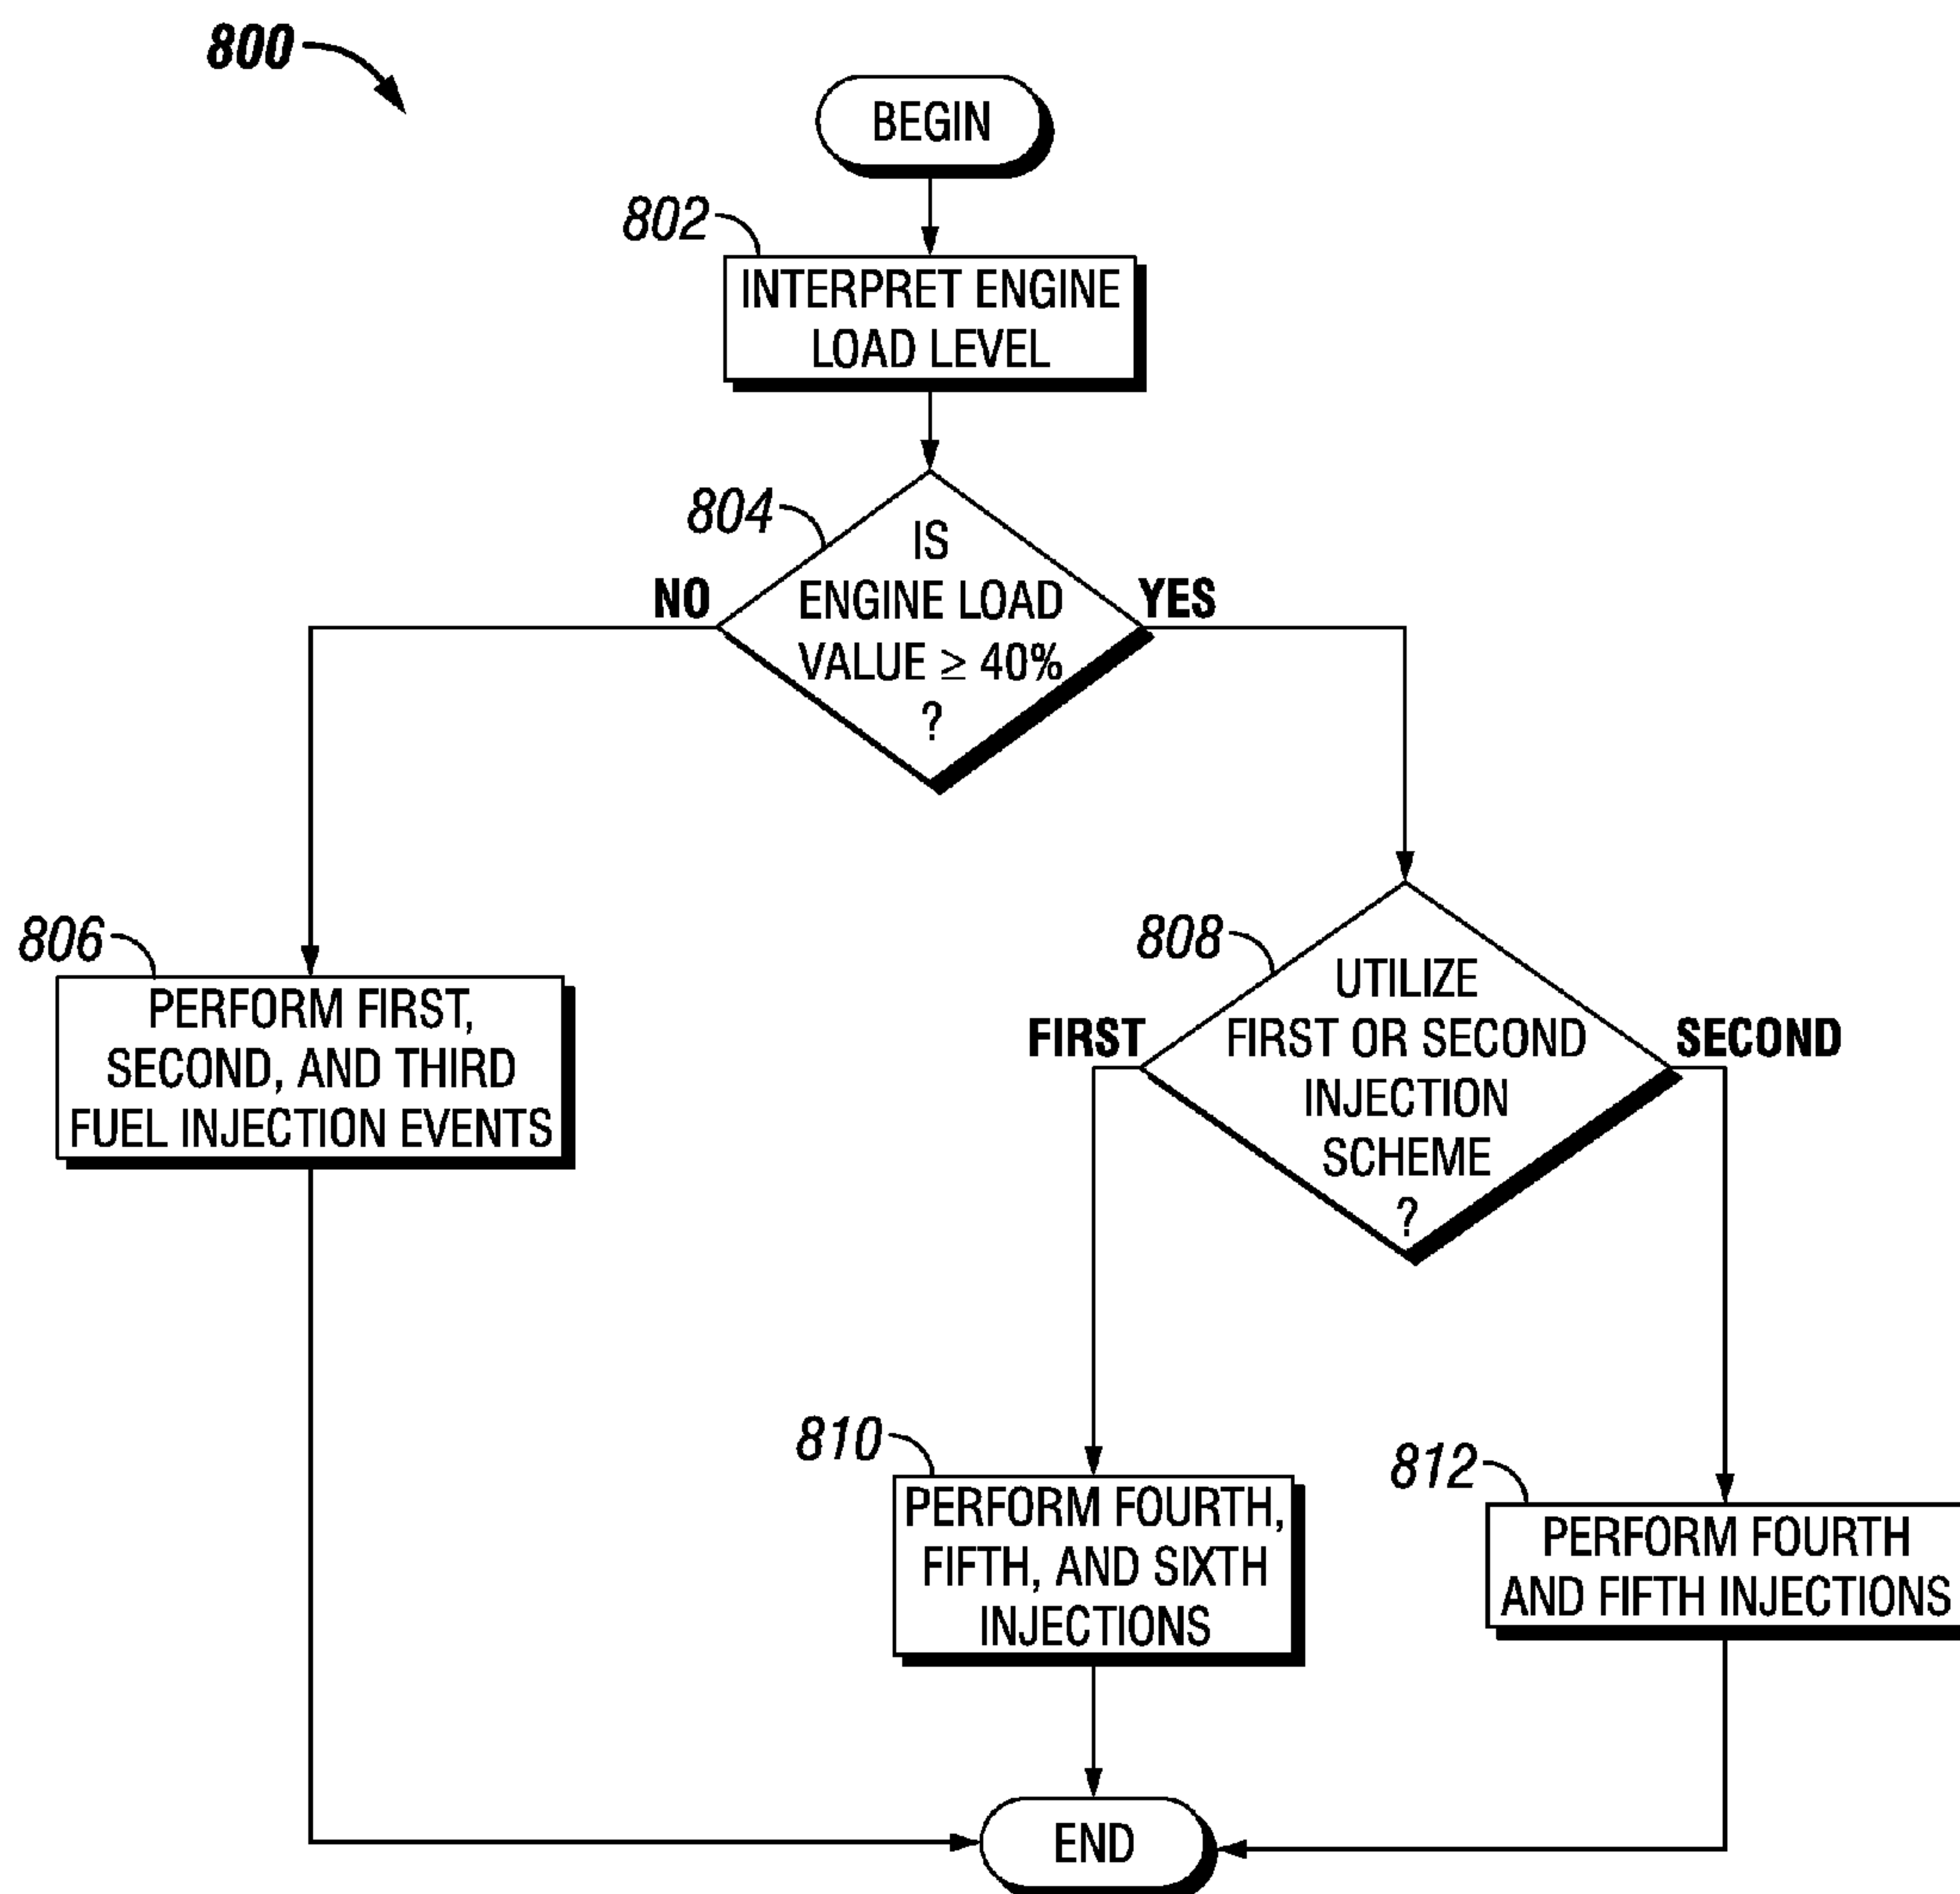 800
BEGIN
802
INTERPRET ENGINE
LOAD LEVEL
804
IS
ENGINE LOAD
VALUE ≥ 40%
?
NO
YES
806
PERFORM FIRST,
SECOND, AND THIRD
FUEL INJECTION EVENTS
808
UTILIZE
FIRST OR SECOND
INJECTION
SCHEME
?
FIRST
SECOND
810
PERFORM FOURTH,
FIFTH, AND SIXTH
INJECTIONS
812
PERFORM FOURTH
AND FIFTH INJECTIONS
END